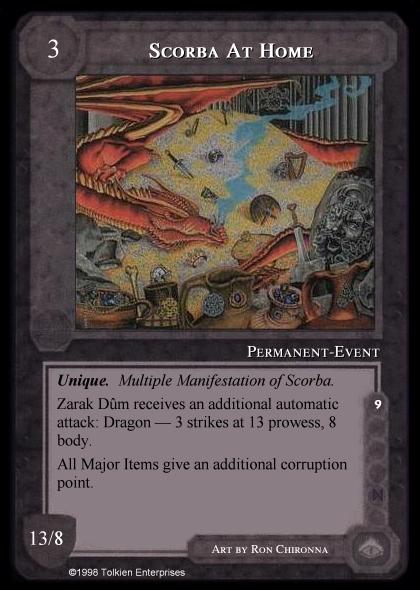 3
Scorba At Home
Permanent-Event
Unique. Multiple Manifestation of Scorba.
Zarak Dûm receives an additional automatic
attack: Dragon — 3 strikes at 13 prowess, 8
body.
9
All Major Items give an additional corruption
point.
13/8
Art by Ron Chironna
©1998 Tolkien Enterprises